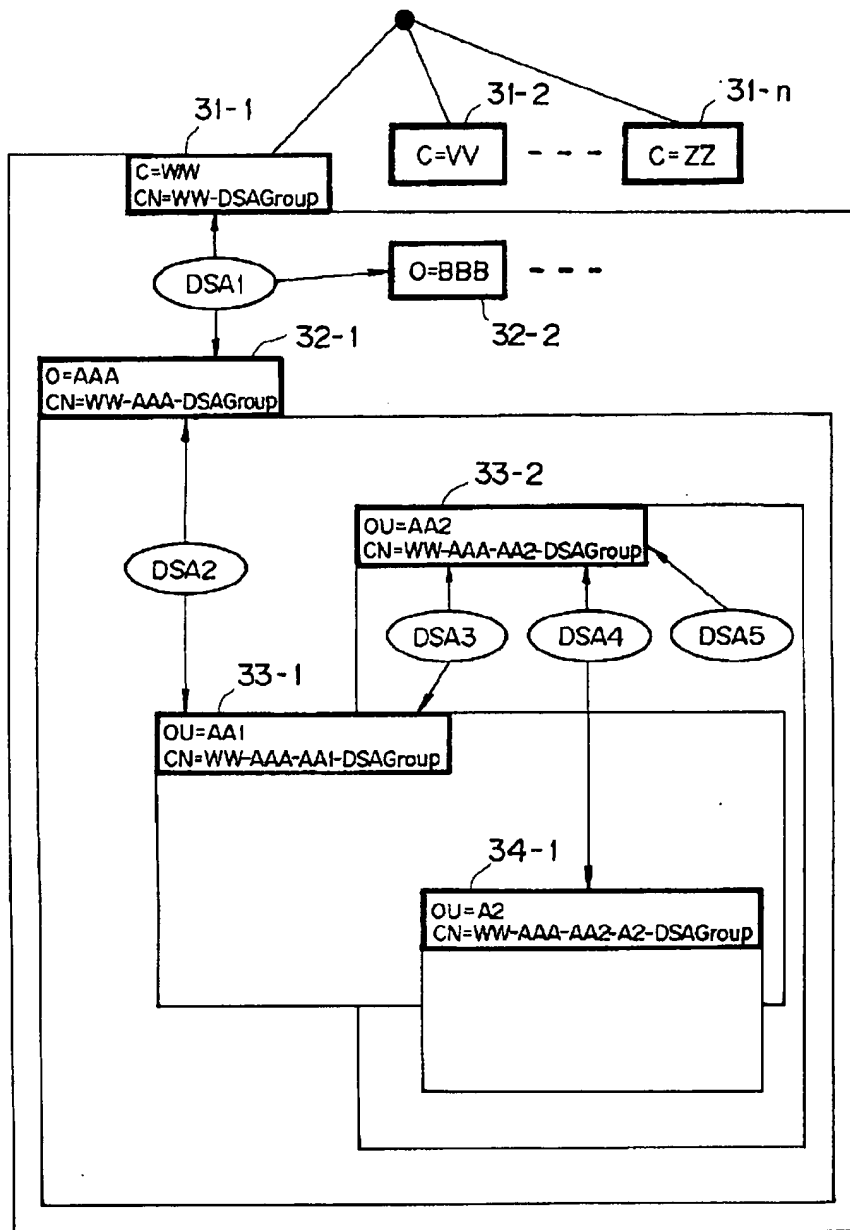 31-1
31-2
31-n
C=WW
CN=WW-DSAGroup
C=VV
C=ZZ
DSA1
O=BBB
32-2
32-1
O=AAA
CN=WW-AAA-DSAGroup
33-2
OU=AA2
CN=WW-AAA-AA2-DSAGroup
DSA2
DSA3
DSA4
DSA5
33-1
OU=AA1
CN=WW-AAA-AA1-DSAGroup
34-1
OU=A2
CN=WW-AAA-AA2-A2-DSAGroup